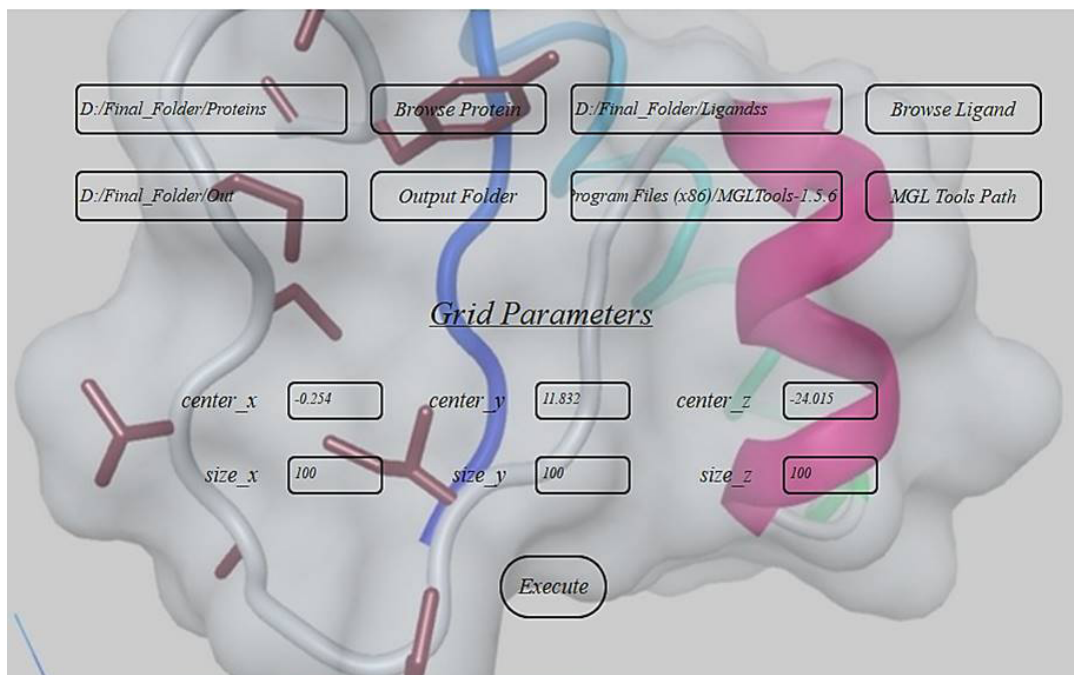 D:/Final_Folder/Proteins Browse Protein D:/Final_Folder/Ligandss Browse Ligand
D:/Final_Folder/Out Output Folder rogram Files (x86)/MGLTools-1.5.6 MGL Tools Path
Grid Parameters
center_x -0.254 center_y 11.832 center_z -24.015
size_x 100 size_y 100 size_z 100
Execute